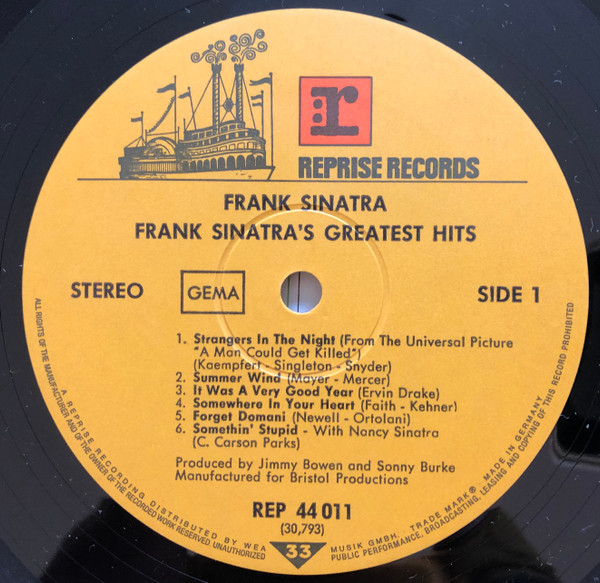 r
REPRISE RECORDS
FRANK SINATRA
FRANK SINATRA'S GREATEST HITS
STEREO
GEMA
SIDE 1
1. Strangers In The Night (From The Universal Picture
"A Man Could Get Killed")
(Kaempfert - Singleton - Snyder)
2. Summer Wind (Mayer - Mercer)
3. It Was A Very Good Year (Ervin Drake)
4. Somewhere In Your Heart (Faith - Kehner)
5. Forget Domani (Newell - Ortolani)
6. Somethin' Stupid - With Nancy Sinatra
(C. Carson Parks)
Produced by Jimmy Bowen and Sonny Burke
Manufactured for Bristol Productions
REP 44 011
(30,793)
33
A REPRISE RECORDING DISTRIBUTED BY WEA MUSIK GMBH. TRADE MARK® MADE IN GERMANY
ALL RIGHTS OF THE MANUFACTURER AND OF THE OWNER OF THE RECORDED WORK RESERVED. UNAUTHORIZED PUBLIC PERFORMANCE, BROADCASTING, LEASING AND COPYING OF THIS RECORD PROHIBITED